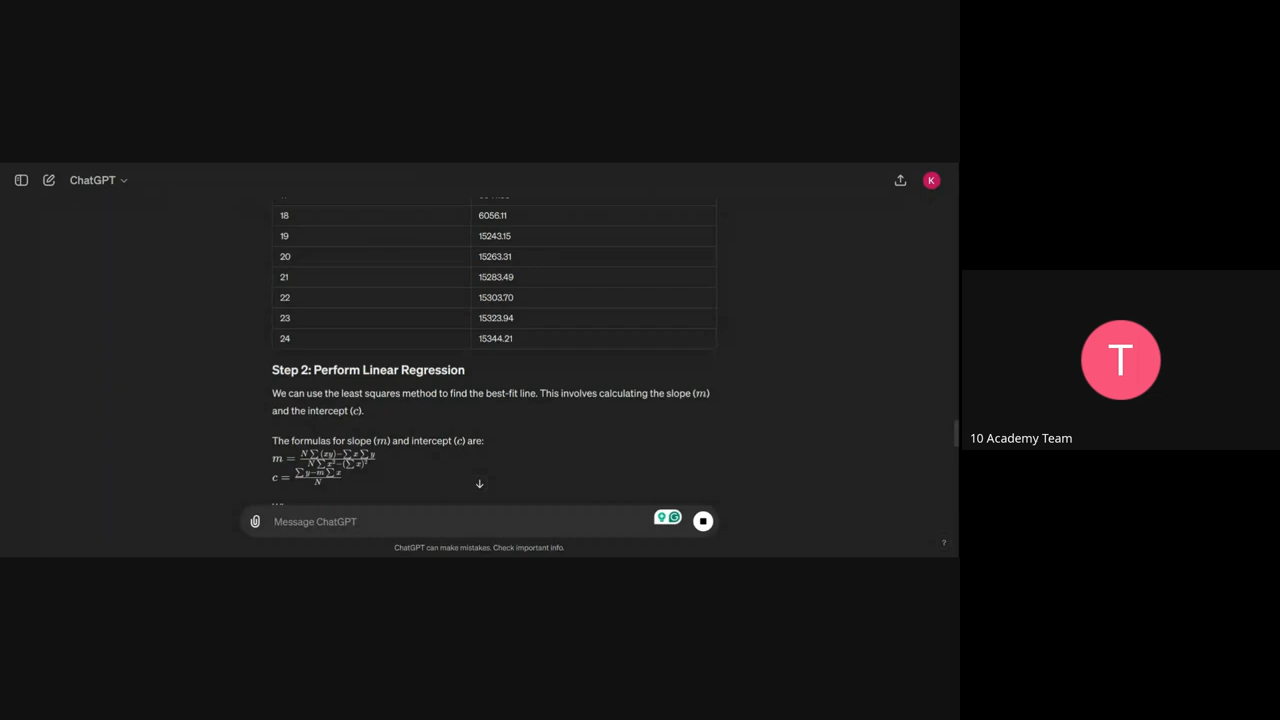 ChatGPT
K
18 6056.11
19 15243.15
20 15263.31
21 15283.49
22 15303.70
23 15323.94
24 15344.21
Step 2: Perform Linear Regression
We can use the least squares method to find the best-fit line. This involves calculating the slope (m)
and the intercept (c).
The formulas for slope (m) and intercept (c) are:
m = N∑(xy)−∑x∑y / N∑x²−(∑x)²
c = ∑y−m∑x / N
Message ChatGPT
ChatGPT can make mistakes. Check important info.
?
T
10 Academy Team